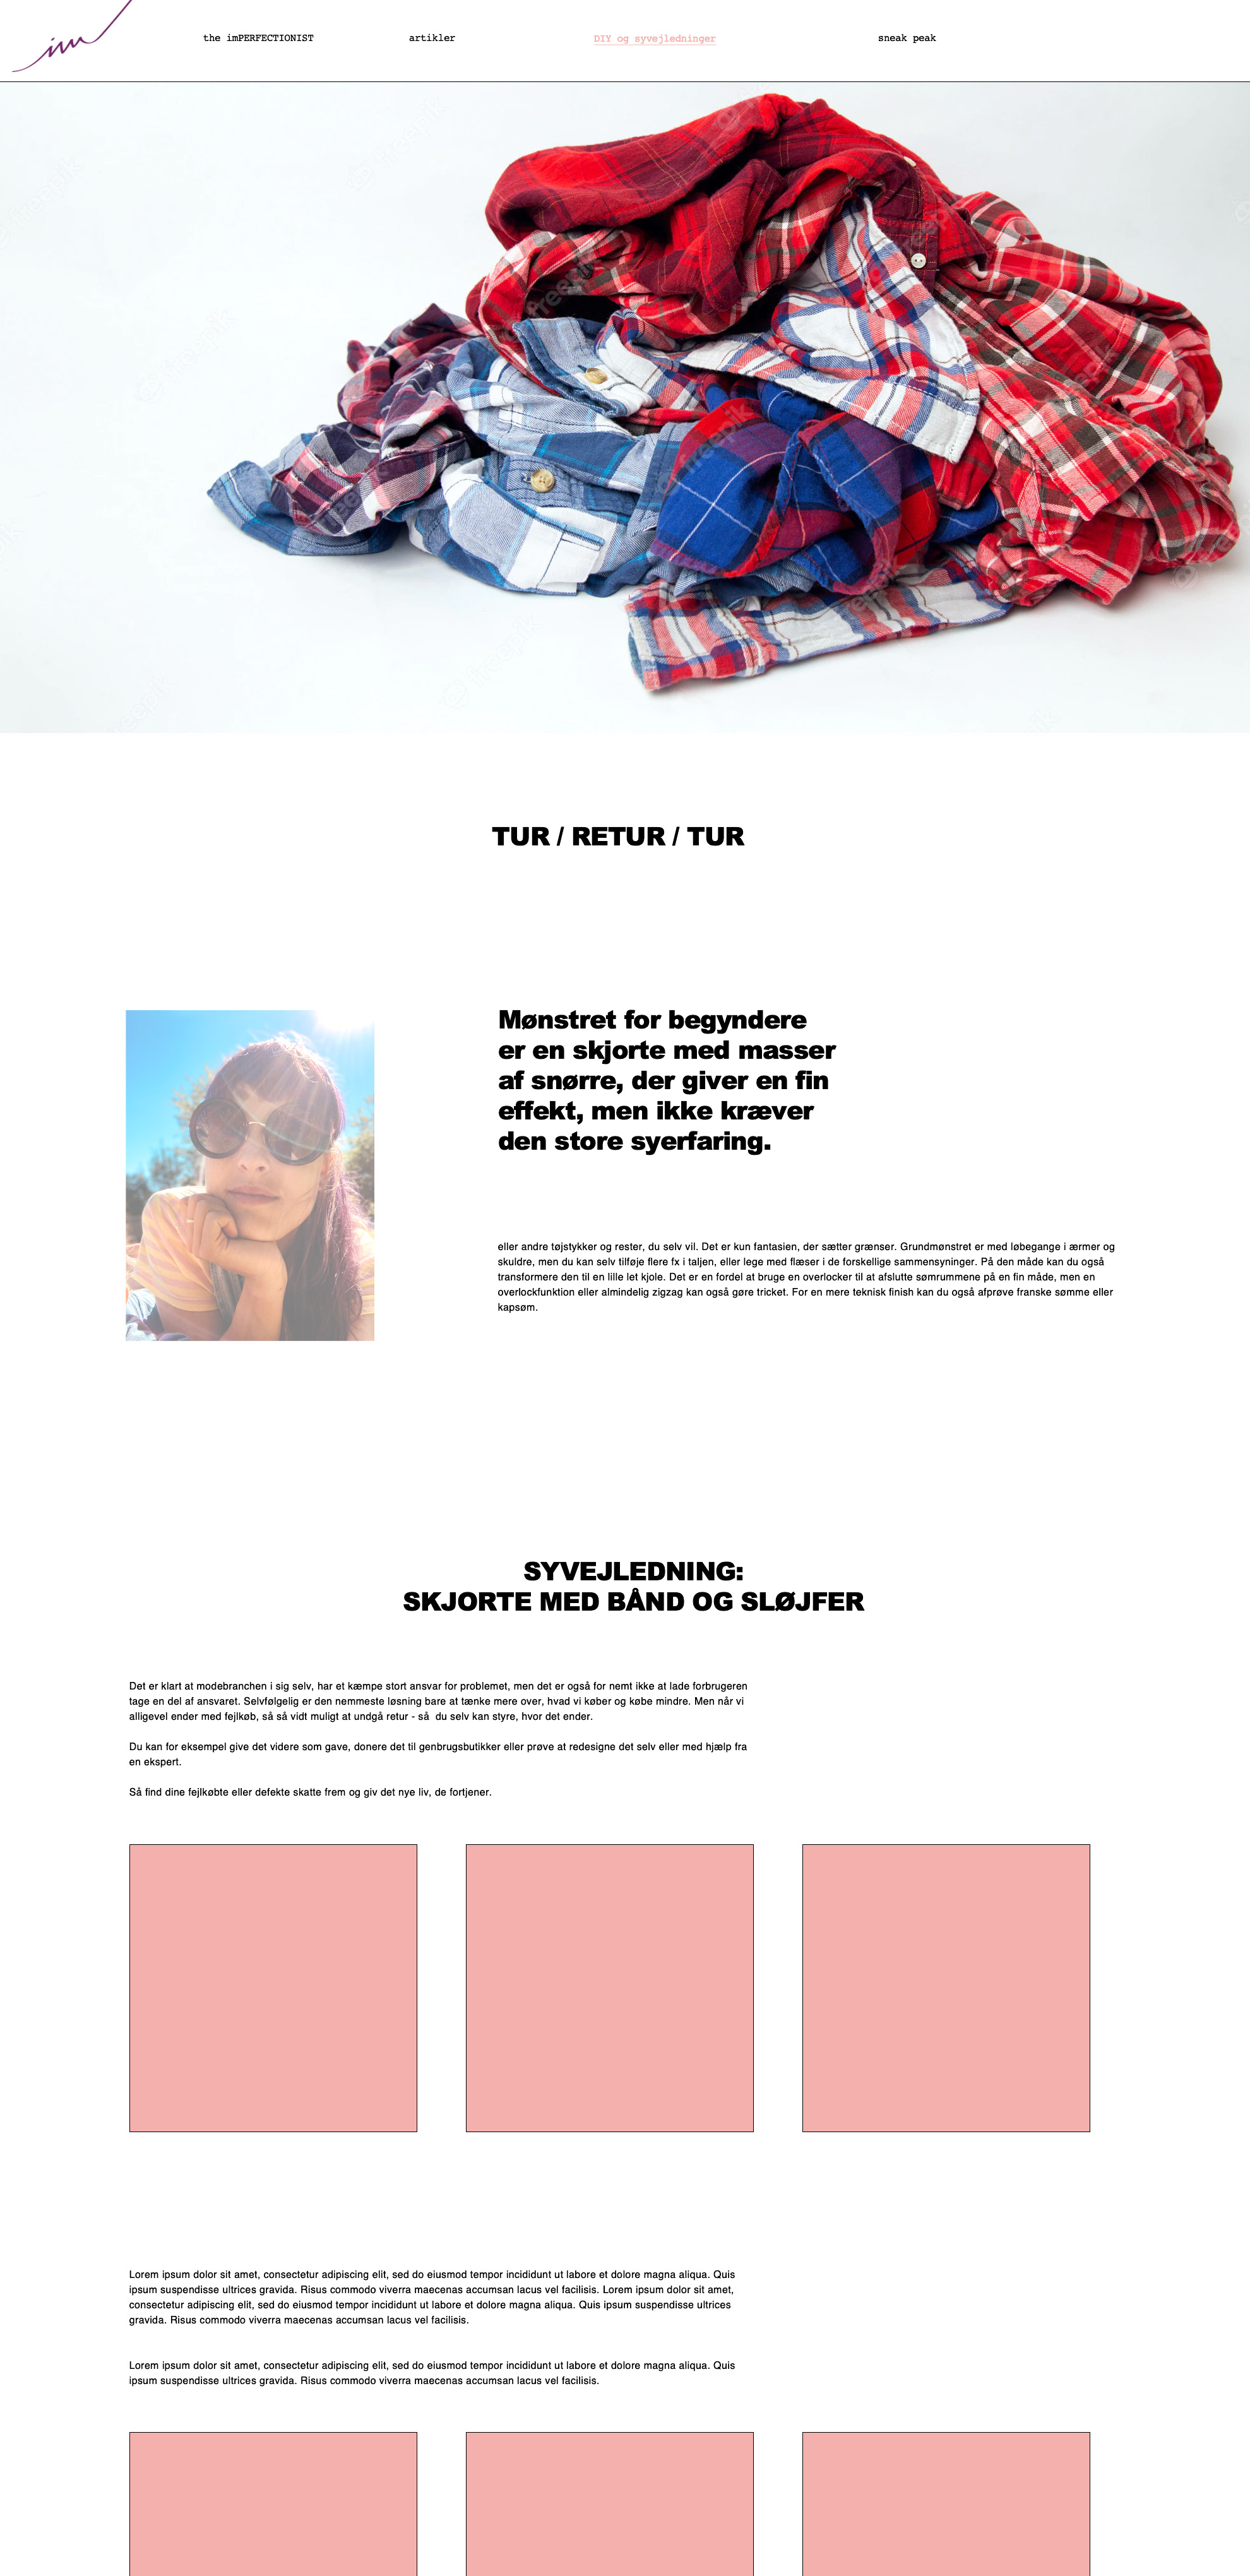 im
the imPERFECTIONIST
artikler
DIY og syvejledninger
sneak peak
freepik
TUR / RETUR / TUR
Mønstret for begyndere
er en skjorte med masser
af snørre, der giver en fin
effekt, men ikke kræver
den store syerfaring.
eller andre tøjstykker og rester, du selv vil. Det er kun fantasien, der sætter grænser. Grundmønstret er med løbegange i ærmer og
skuldre, men du kan selv tilføje flere fx i taljen, eller lege med flæser i de forskellige sammensyninger. På den måde kan du også
transformere den til en lille let kjole. Det er en fordel at bruge en overlocker til at afslutte sømrummene på en fin måde, men en
overlockfunktion eller almindelig zigzag kan også gøre tricket. For en mere teknisk finish kan du også afprøve franske sømme eller
kapsøm.
SYVEJLEDNING:
SKJORTE MED BÅND OG SLØJFER
Det er klart at modebranchen i sig selv, har et kæmpe stort ansvar for problemet, men det er også for nemt ikke at lade forbrugeren
tage en del af ansvaret. Selvfølgelig er den nemmeste løsning bare at tænke mere over, hvad vi køber og købe mindre. Men når vi
alligevel ender med fejlkøb, så så vidt muligt at undgå retur - så  du selv kan styre, hvor det ender.
Du kan for eksempel give det videre som gave, donere det til genbrugsbutikker eller prøve at redesigne det selv eller med hjælp fra
en ekspert.
Så find dine fejlkøbte eller defekte skatte frem og giv det nye liv, de fortjener.
Lorem ipsum dolor sit amet, consectetur adipiscing elit, sed do eiusmod tempor incididunt ut labore et dolore magna aliqua. Quis
ipsum suspendisse ultrices gravida. Risus commodo viverra maecenas accumsan lacus vel facilisis. Lorem ipsum dolor sit amet,
consectetur adipiscing elit, sed do eiusmod tempor incididunt ut labore et dolore magna aliqua. Quis ipsum suspendisse ultrices
gravida. Risus commodo viverra maecenas accumsan lacus vel facilisis.
Lorem ipsum dolor sit amet, consectetur adipiscing elit, sed do eiusmod tempor incididunt ut labore et dolore magna aliqua. Quis
ipsum suspendisse ultrices gravida. Risus commodo viverra maecenas accumsan lacus vel facilisis.